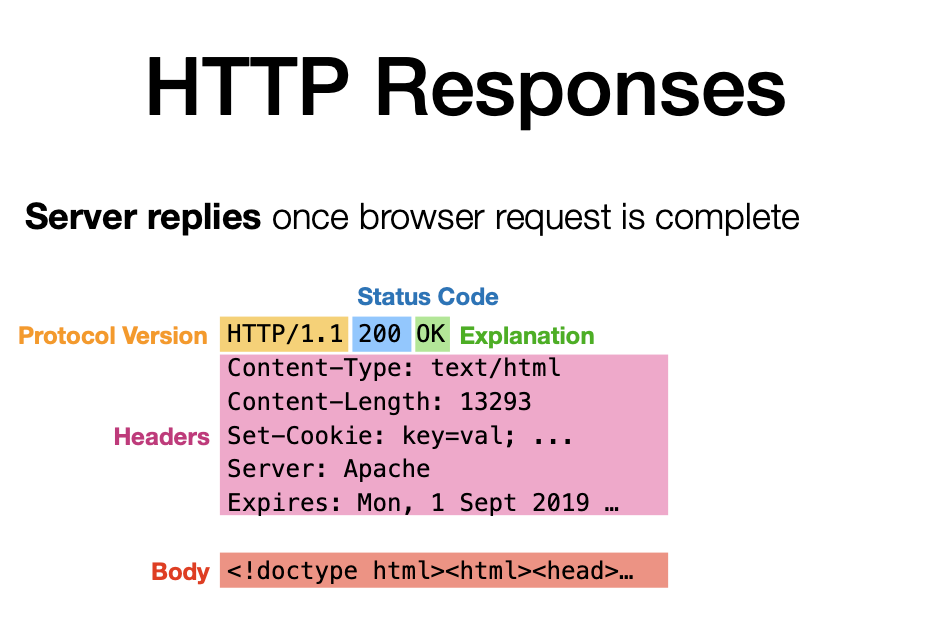 HTTP Responses
Server replies once browser request is complete
Status Code
Protocol Version HTTP/1.1 200 OK Explanation
Content-Type: text/html
Content-Length: 13293
Headers Set-Cookie: key=val; ...
Server: Apache
Expires: Mon, 1 Sept 2019 …
Body <!doctype html><html><head>…